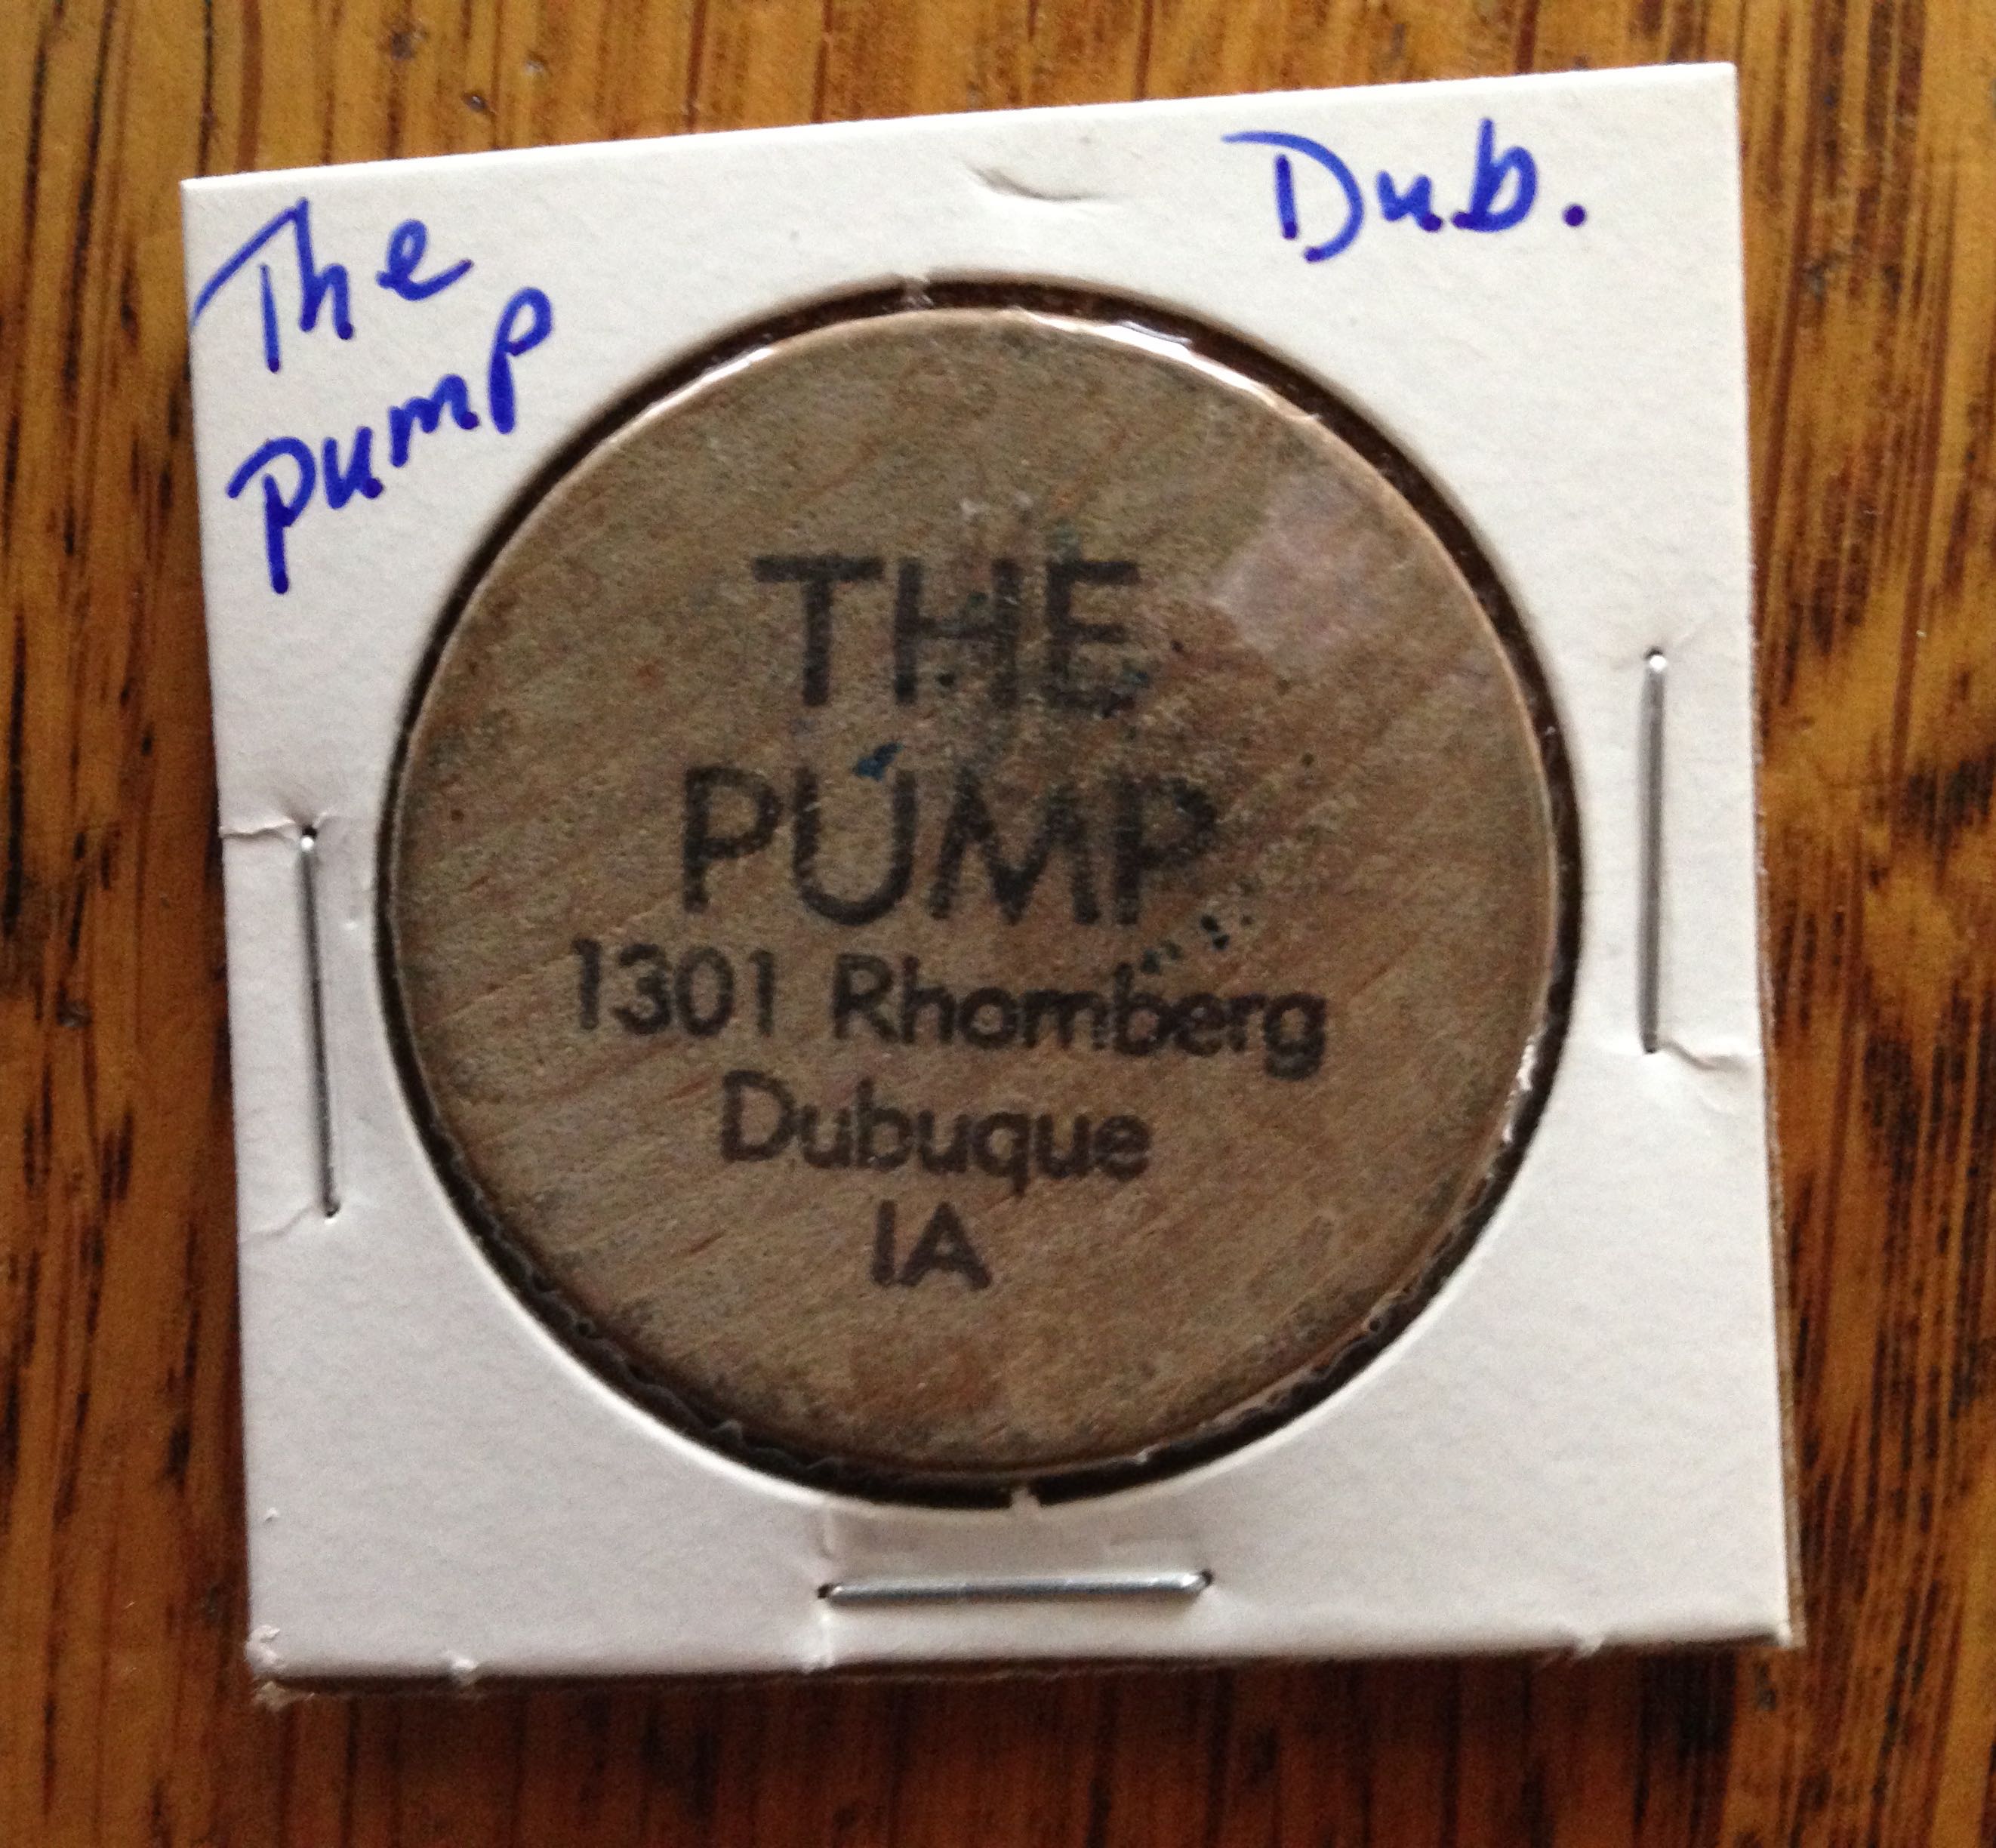 The
pump
Dub.
THE
PUMP
1301 Rhomberg
Dubuque
IA